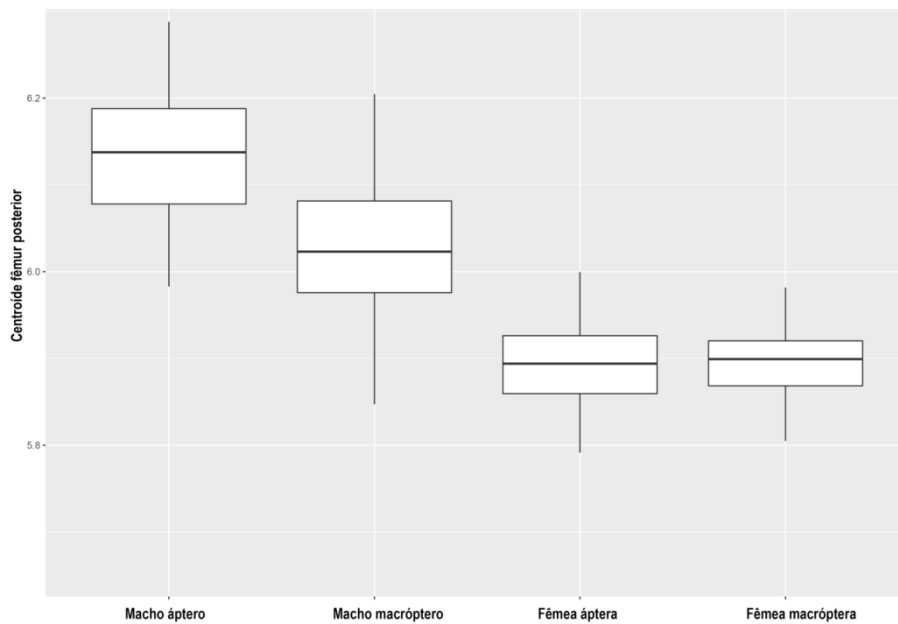 6.2
6.0
5.8
Centroide fêmur posterior
Macho áptero
Macho macróptero
Fêmea áptera
Fêmea macróptera